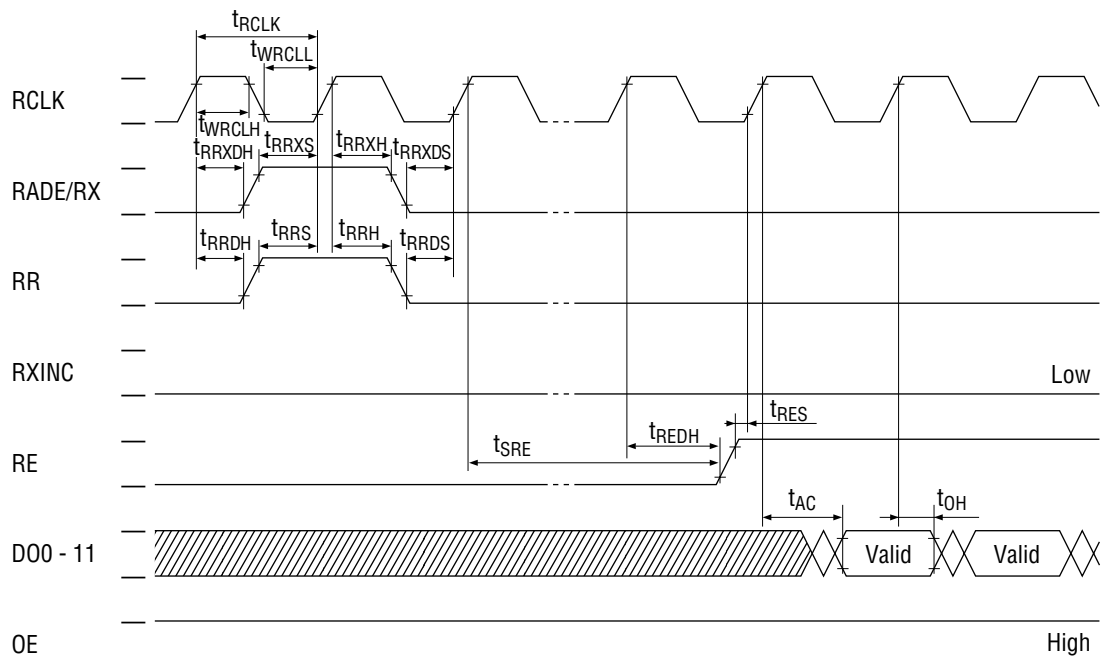 tRCLK
tWRCLL
RCLK
tWRCLH
tRRXDH tRRXS tRRXH tRRXDS
RADE/RX
tRRDH tRRS tRRH tRRDS
RR
RXINC
Low
tRES
tREDH
tSRE
RE
tAC tOH
DO0 - 11 Valid Valid
OE
High